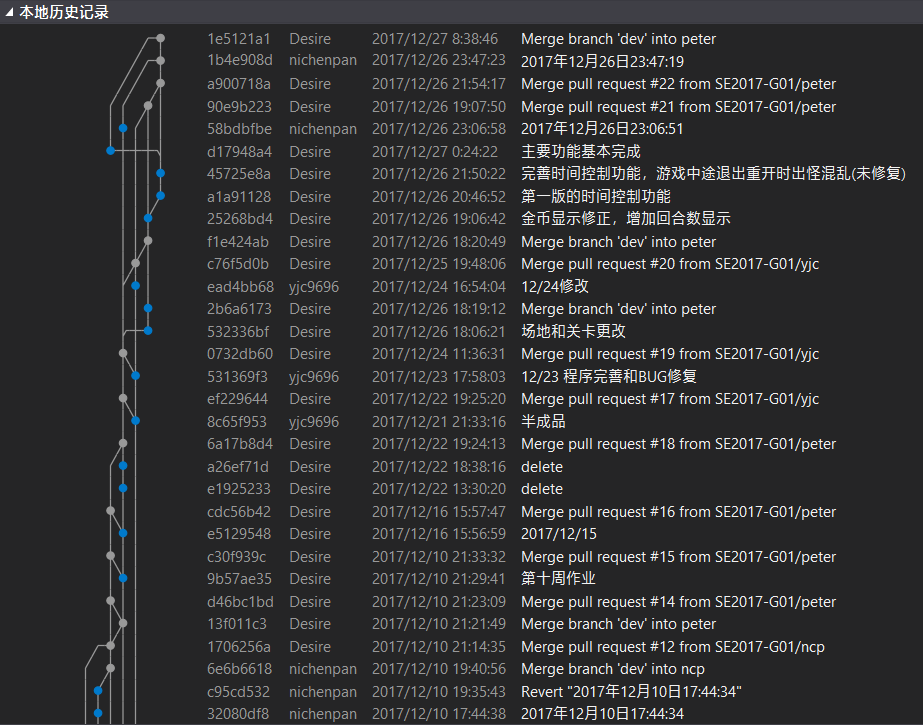 本地历史记录
1e5121a1 Desire 2017/12/27 8:38:46 Merge branch 'dev' into peter
1b4e908d nichenpan 2017/12/26 23:47:23 2017年12月26日23:47:19
a900718a Desire 2017/12/26 21:54:17 Merge pull request #22 from SE2017-G01/peter
90e9b223 Desire 2017/12/26 19:07:50 Merge pull request #21 from SE2017-G01/peter
58bdbfbe nichenpan 2017/12/26 23:06:58 2017年12月26日23:06:51
d17948a4 Desire 2017/12/27 0:24:22 主要功能基本完成
45725e8a Desire 2017/12/26 21:50:22 完善时间控制功能，游戏中途退出重开时出怪混乱(未修复)
a1a91128 Desire 2017/12/26 20:46:52 第一版的时间控制功能
25268bd4 Desire 2017/12/26 19:06:42 金币显示修正，增加回合数显示
f1e424ab Desire 2017/12/26 18:20:49 Merge branch 'dev' into peter
c76f5d0b Desire 2017/12/25 19:48:06 Merge pull request #20 from SE2017-G01/yjc
ead4bb68 yjc9696 2017/12/24 16:54:04 12/24修改
2b6a6173 Desire 2017/12/26 18:19:12 Merge branch 'dev' into peter
532336bf Desire 2017/12/26 18:06:21 场地和关卡更改
0732db60 Desire 2017/12/24 11:36:31 Merge pull request #19 from SE2017-G01/yjc
531369f3 yjc9696 2017/12/23 17:58:03 12/23 程序完善和BUG修复
ef229644 Desire 2017/12/22 19:25:20 Merge pull request #17 from SE2017-G01/yjc
8c65f953 yjc9696 2017/12/21 21:33:16 半成品
6a17b8d4 Desire 2017/12/22 19:24:13 Merge pull request #18 from SE2017-G01/peter
a26ef71d Desire 2017/12/22 18:38:16 delete
e1925233 Desire 2017/12/22 13:30:20 delete
cdc56b42 Desire 2017/12/16 15:57:47 Merge pull request #16 from SE2017-G01/peter
e5129548 Desire 2017/12/16 15:56:59 2017/12/15
c30f939c Desire 2017/12/10 21:33:32 Merge pull request #15 from SE2017-G01/peter
9b57ae35 Desire 2017/12/10 21:29:41 第十周作业
d46bc1bd Desire 2017/12/10 21:23:09 Merge pull request #14 from SE2017-G01/peter
13f011c3 Desire 2017/12/10 21:21:49 Merge branch 'dev' into peter
1706256a Desire 2017/12/10 21:14:35 Merge pull request #12 from SE2017-G01/ncp
6e6b6618 nichenpan 2017/12/10 19:40:56 Merge branch 'dev' into ncp
c95cd532 nichenpan 2017/12/10 19:35:43 Revert "2017年12月10日17:44:34"
32080df8 nichenpan 2017/12/10 17:44:38 2017年12月10日17:44:34